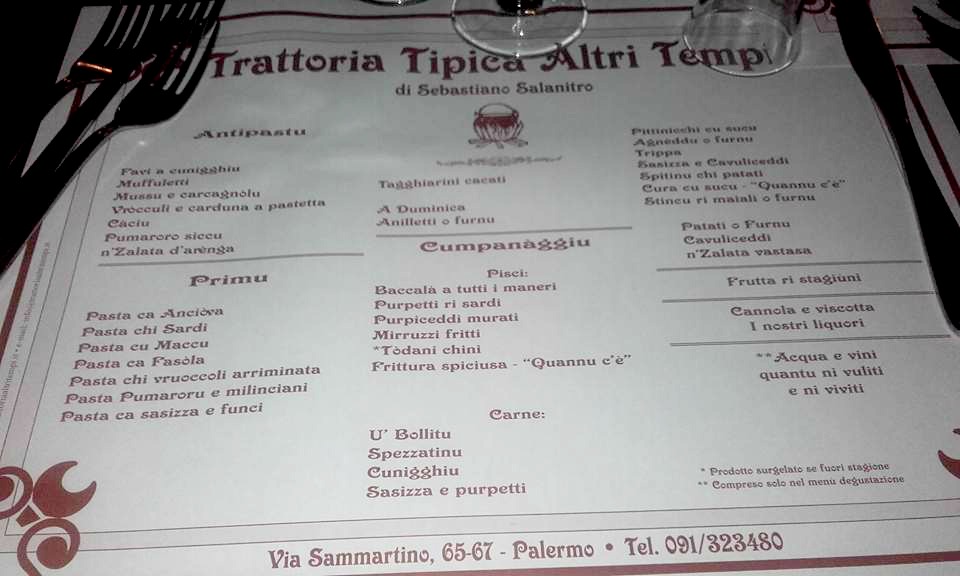 Trattoria Tipica Altri Tempi
di Sebastiano Salanitro
Antipastu
Favi a cunigghiu
Muffuletti
Mussu e carcagnòlu
Vròcculi e carduna a pastetta
Càciu
Pumaroro siccu
n'Zalata d'arènga
Primu
Pasta ca Anciòva
Pasta chi Sardi
Pasta cu Maccu
Pasta ca Fasòla
Pasta chi vruoccoli arriminata
Pasta Pumaroru e milinciani
Pasta ca sasizza e funci
Tagghiarini cacati
A Duminica
Anilletti o furnu
Cumpanàggiu
Pisci:
Baccalà a tutti i maneri
Purpetti ri sardi
Purpiceddi murati
Mirruzzi fritti
*Tòdani chini
Frittura spiciusa - "Quannu c'è"
Carne:
U' Bollitu
Spezzatinu
Cunigghiu
Sasizza e purpetti
Pittinicchi cu sucu
Agneddu o furnu
Trippa
Sasizza e Cavuliceddi
Spitinu chi patati
Cura cu sucu - "Quannu c'è"
Stincu ri maiali o furnu
Patati o Furnu
Cavuliceddi
n'Zalata vastasa
Frutta ri stagiùni
Cannola e viscotta
I nostri liquori
**Acqua e vini
quantu ni vuliti
e ni viviti
* Prodotto surgelato se fuori stagione
** Compreso solo nel menù degustazione
Via Sammartino, 65-67 - Palermo • Tel. 091/323480